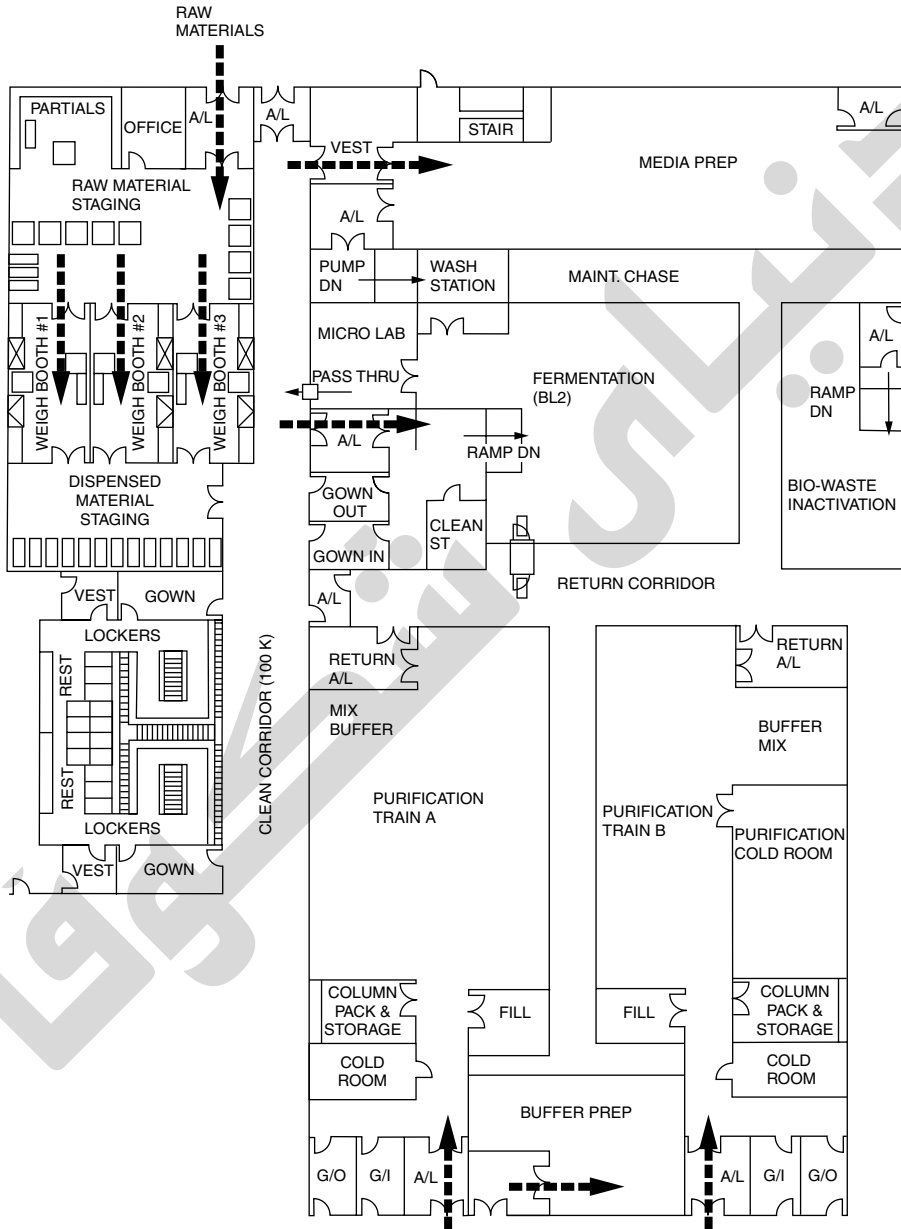 RAW
MATERIALS
PARTIALS
OFFICE
A/L
A/L
VEST
STAIR
A/L
MEDIA PREP
RAW MATERIAL
STAGING
A/L
PUMP
DN
WASH
STATION
MAINT. CHASE
WEIGH BOOTH #1
WEIGH BOOTH #2
WEIGH BOOTH #3
MICRO LAB
PASS THRU
A/L
FERMENTATION
(BL2)
RAMP DN
A/L
RAMP
DN
BIO-WASTE
INACTIVATION
DISPENSED
MATERIAL
STAGING
GOWN
OUT
CLEAN
ST
GOWN IN
RETURN CORRIDOR
VEST
GOWN
A/L
LOCKERS
REST
REST
LOCKERS
VEST
GOWN
CLEAN CORRIDOR (100 K)
RETURN
A/L
MIX
BUFFER
PURIFICATION
TRAIN A
RETURN
A/L
BUFFER
MIX
PURIFICATION
TRAIN B
PURIFICATION
COLD ROOM
COLUMN
PACK &
STORAGE
FILL
FILL
COLUMN
PACK &
STORAGE
COLD
ROOM
COLD
ROOM
BUFFER PREP
G/O
G/I
A/L
A/L
G/I
G/O